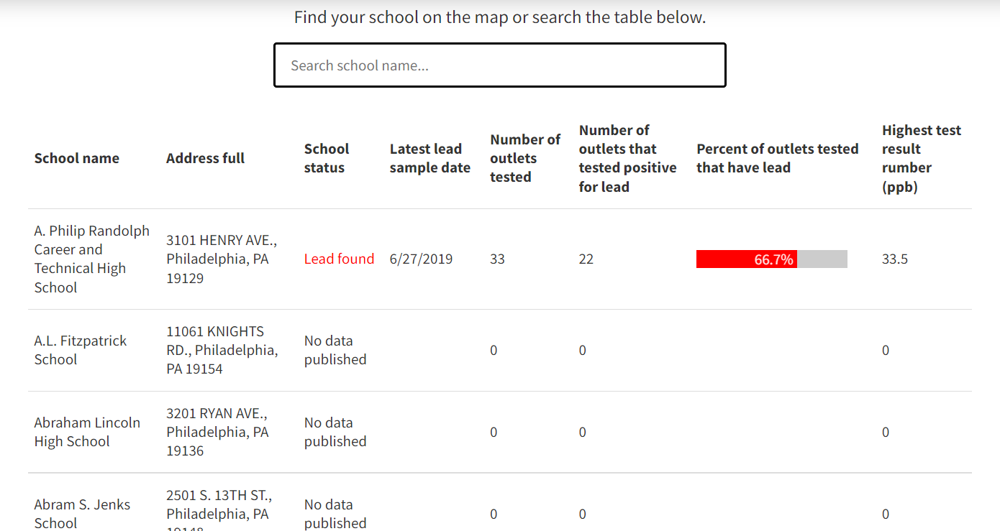 Find your school on the map or search the table below.
Search school name...
School name
Address full
School
status
Latest lead
sample date
Number of
outlets
tested
Number of
outlets that
tested positive
for lead
Percent of outlets tested
that have lead
Highest test
result
rumber
(ppb)
A. Philip Randolph
Career and
Technical High
School
3101 HENRY AVE.,
Philadelphia, PA
19129
Lead found
6/27/2019
33
22
66.7%
33.5
A.L. Fitzpatrick
School
11061 KNIGHTS
RD., Philadelphia,
PA 19154
No data
published
0
0
0
Abraham Lincoln
High School
3201 RYAN AVE.,
Philadelphia, PA
19136
No data
published
0
0
0
Abram S. Jenks
School
2501 S. 13TH ST.,
Philadelphia, PA
19148
No data
published
0
0
0